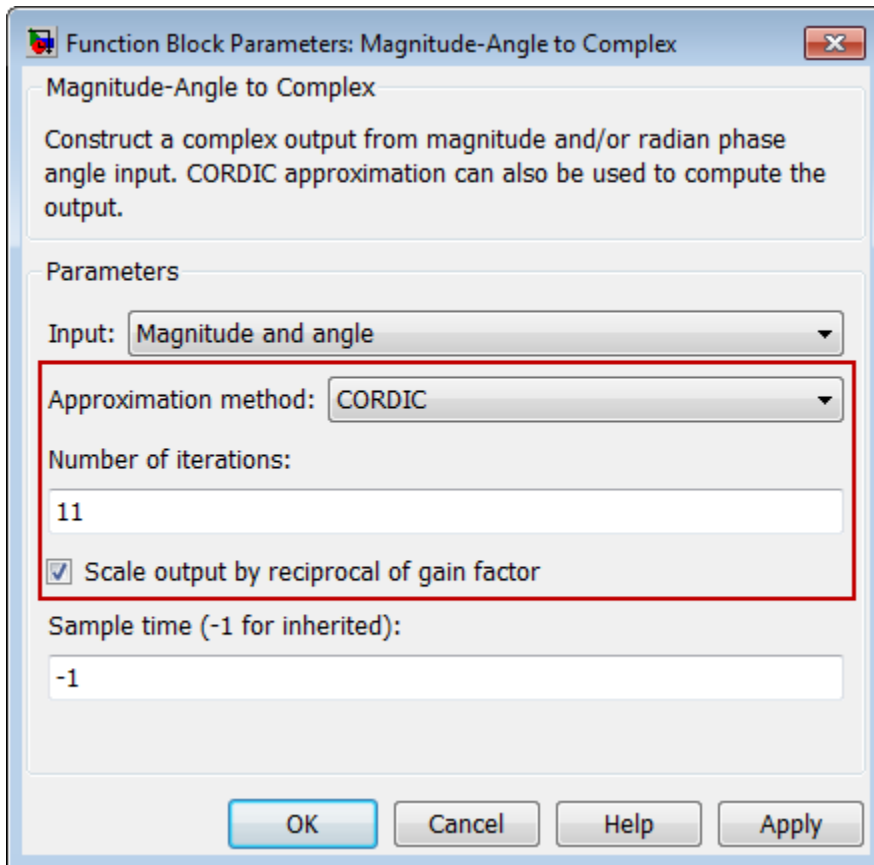 Function Block Parameters: Magnitude-Angle to Complex
Magnitude-Angle to Complex
Construct a complex output from magnitude and/or radian phase
angle input. CORDIC approximation can also be used to compute the
output.
Parameters
Input: Magnitude and angle
Approximation method: CORDIC
Number of iterations:
11
Scale output by reciprocal of gain factor
Sample time (-1 for inherited):
-1
OK Cancel Help Apply